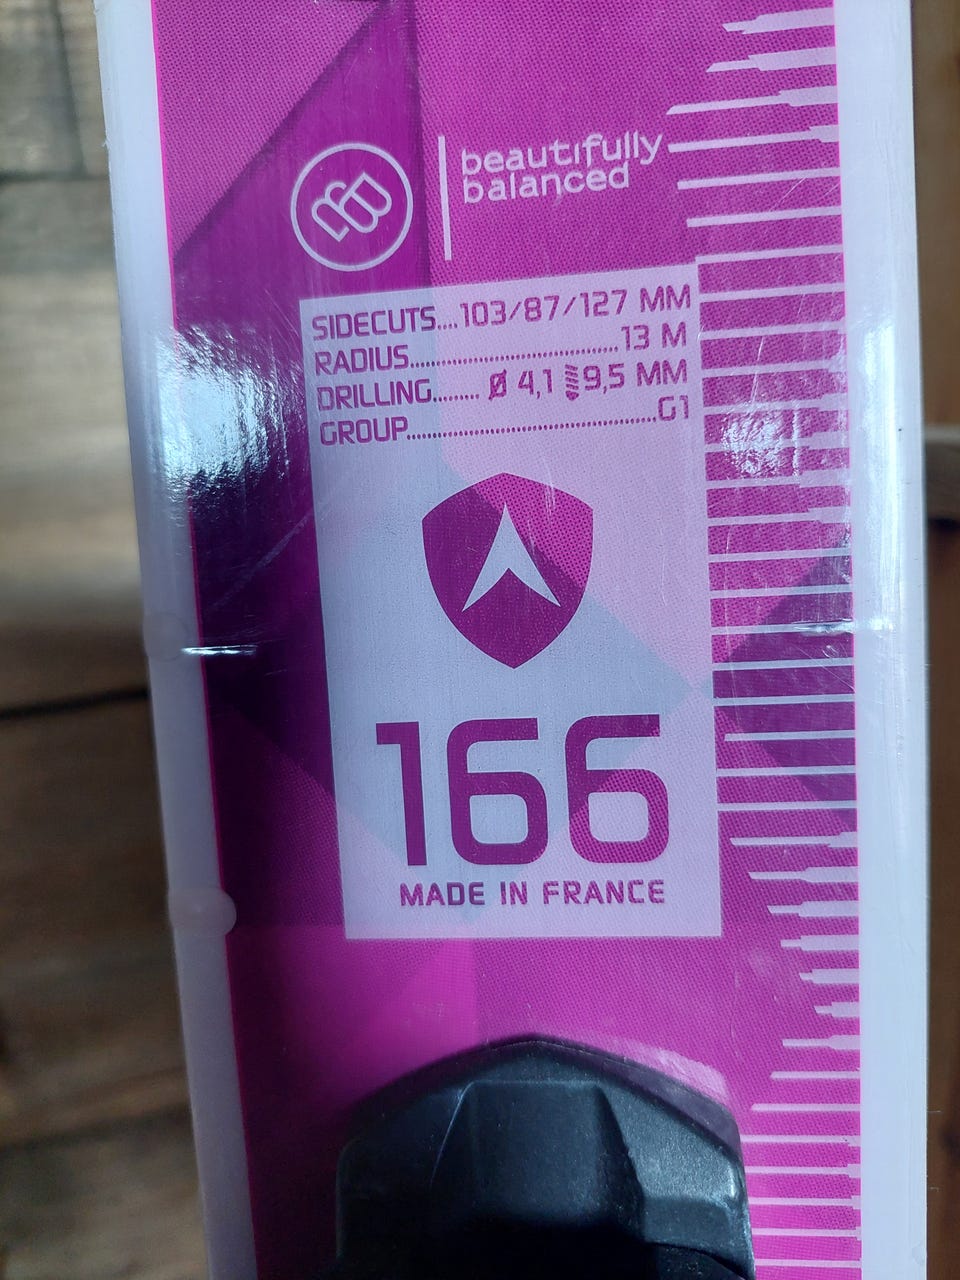 beautifully
balanced
SIDECUTS....103/87/127 MM
RADIUS..............................13 M
DRILLING........ Ø 4,1 9,5 MM
GROUP....................................G1
166
MADE IN FRANCE